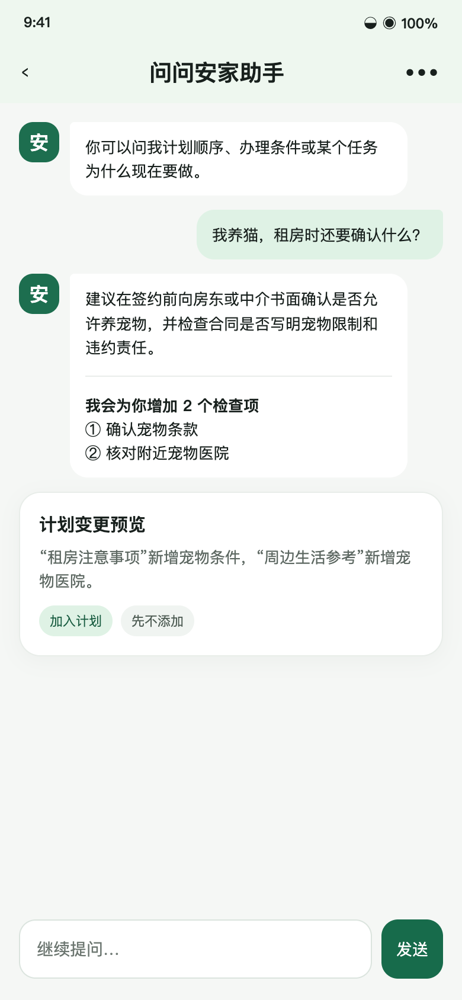 9:41
100%
问问安家助手
安
你可以问我计划顺序、办理条件或某个任务
为什么现在要做。
我养猫，租房时还要确认什么?
安
建议在签约前向房东或中介书面确认是否允
许养宠物，并检查合同是否写明宠物限制和
违约责任。
我会为你增加 2 个检查项
① 确认宠物条款
② 核对附近宠物医院
计划变更预览
“租房注意事项”新增宠物条件，“周边生活参考”新增宠
物医院。
加入计划
先不添加
继续提问...
发送